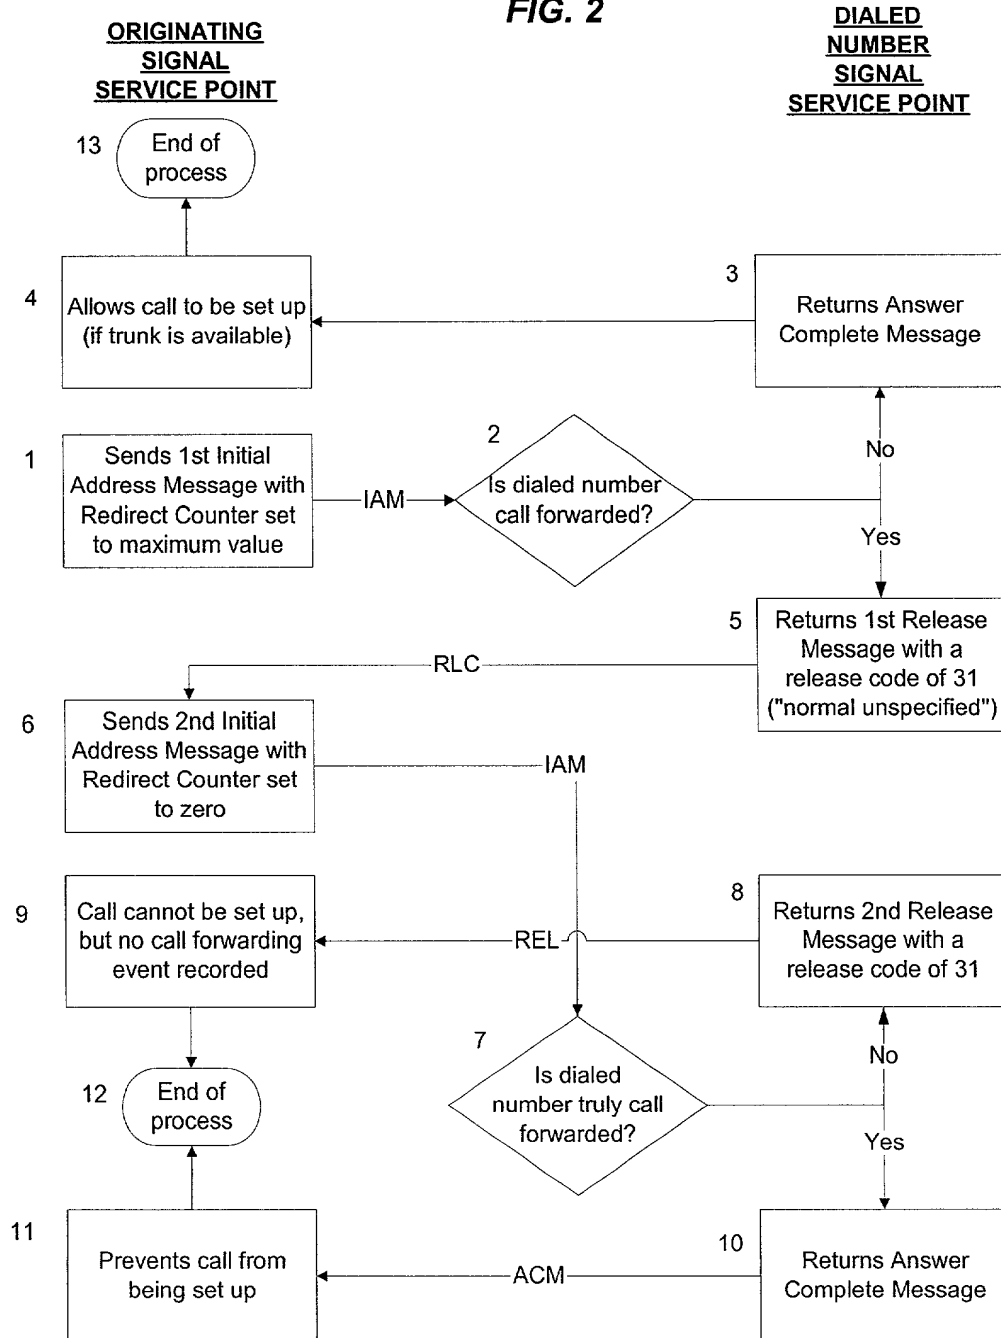 FIG. 2
ORIGINATING
SIGNAL
SERVICE POINT
DIALED
NUMBER
SIGNAL
SERVICE POINT
13
End of
process
4
Allows call to be set up
(if trunk is available)
3
Returns Answer
Complete Message
1
Sends 1st Initial
Address Message with
Redirect Counter set
to maximum value
IAM
2
Is dialed number
call forwarded?
No
Yes
5
Returns 1st Release
Message with a
release code of 31
("normal unspecified")
RLC
6
Sends 2nd Initial
Address Message with
Redirect Counter set
to zero
IAM
9
Call cannot be set up,
but no call forwarding
event recorded
REL
8
Returns 2nd Release
Message with a
release code of 31
7
Is dialed
number truly call
forwarded?
No
Yes
12
End of
process
11
Prevents call from
being set up
ACM
10
Returns Answer
Complete Message